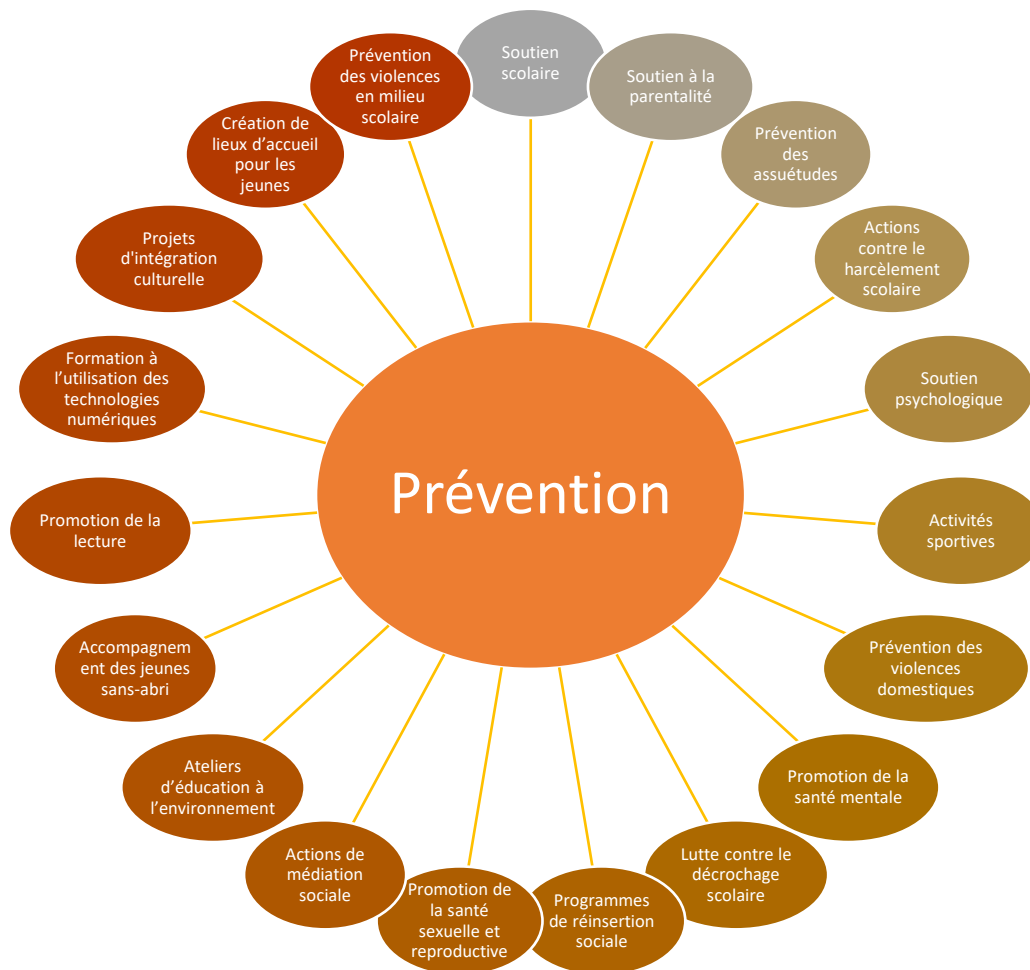 Prévention
Soutien
scolaire
Soutien à la
parentalité
Prévention
des
assuétudes
Actions
contre le
harcèlement
scolaire
Soutien
psychologique
Activités
sportives
Prévention des
violences
domestiques
Promotion de la
santé mentale
Lutte contre le
décrochage
scolaire
Programmes
de réinsertion
sociale
Promotion de
la santé
sexuelle et
reproductive
Actions de
médiation
sociale
Ateliers
d’éducation à
l’environnement
Accompagnem
ent des jeunes
sans-abri
Promotion de la
lecture
Formation à
l’utilisation des
technologies
numériques
Projets
d'intégration
culturelle
Création de
lieux d’accueil
pour les
jeunes
Prévention
des violences
en milieu
scolaire